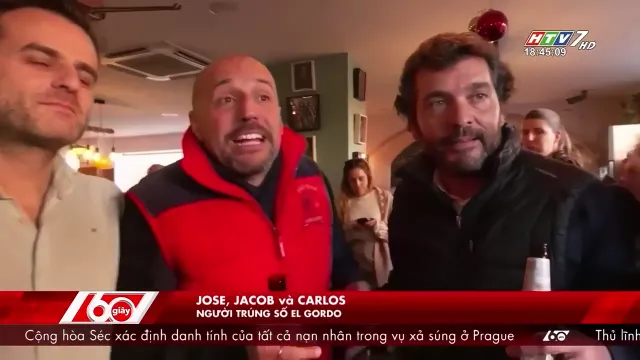 HTV7 HD
18:45:09
60 giây
JOSE, JACOB và CARLOS
NGƯỜI TRÚNG SỐ EL GORDO
Cộng hòa Séc xác định danh tính của tất cả nạn nhân trong vụ xả súng ở Prague 60 Thủ lĩnh